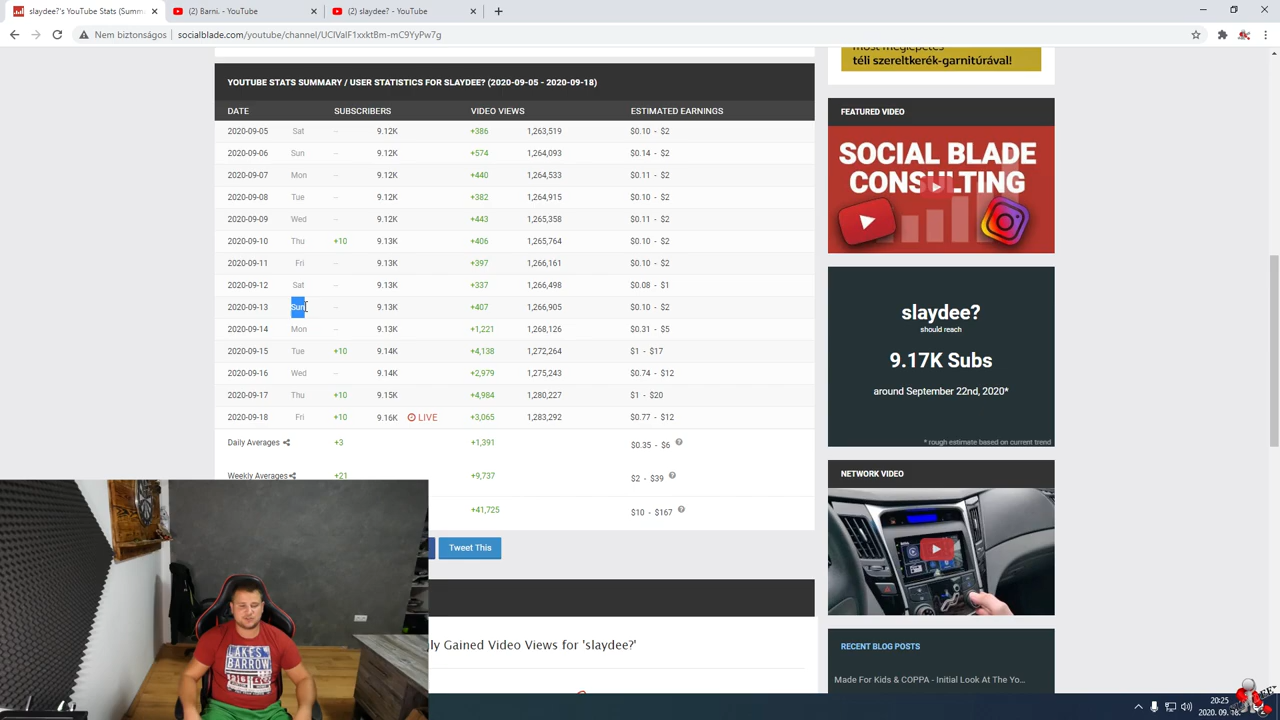 slaydee?'s YouTube Stats (Summ
(2) Barni. - YouTube
(2) slaydee? - YouTube
Nem biztonságos | socialblade.com/youtube/channel/UCIVaIF1xxktBm-mC9YyPw7g
most meglepetés
téli szereltkerék-garnitúrával!
YOUTUBE STATS SUMMARY / USER STATISTICS FOR SLAYDEE? (2020-09-05 - 2020-09-18)
DATE SUBSCRIBERS VIDEO VIEWS ESTIMATED EARNINGS
2020-09-05 Sat -- 9.12K +386 1,263,519 $0.10 - $2
2020-09-06 Sun -- 9.12K +574 1,264,093 $0.14 - $2
2020-09-07 Mon -- 9.12K +440 1,264,533 $0.11 - $2
2020-09-08 Tue -- 9.12K +382 1,264,915 $0.10 - $2
2020-09-09 Wed -- 9.12K +443 1,265,358 $0.11 - $2
2020-09-10 Thu +10 9.13K +406 1,265,764 $0.10 - $2
2020-09-11 Fri -- 9.13K +397 1,266,161 $0.10 - $2
2020-09-12 Sat -- 9.13K +337 1,266,498 $0.08 - $1
2020-09-13 Sun -- 9.13K +407 1,266,905 $0.10 - $2
2020-09-14 Mon -- 9.13K +1,221 1,268,126 $0.31 - $5
2020-09-15 Tue +10 9.14K +4,138 1,272,264 $1 - $17
2020-09-16 Wed -- 9.14K +2,979 1,275,243 $0.74 - $12
2020-09-17 Thu +10 9.15K +4,984 1,280,227 $1 - $20
2020-09-18 Fri +10 9.16K LIVE +3,065 1,283,292 $0.77 - $12
Daily Averages +3 +1,391 $0.35 - $6
Weekly Averages +21 +9,737 $2 - $39
+41,725 $10 - $167
Tweet This
ly Gained Video Views for 'slaydee?'
FEATURED VIDEO
SOCIAL BLADE
CONSULTING
slaydee?
should reach
9.17K Subs
around September 22nd, 2020*
* rough estimate based on current trend
NETWORK VIDEO
RECENT BLOG POSTS
Made For Kids & COPPA - Initial Look At The Yo...
LAKES
BARROW
20:25
2020. 09. 18.